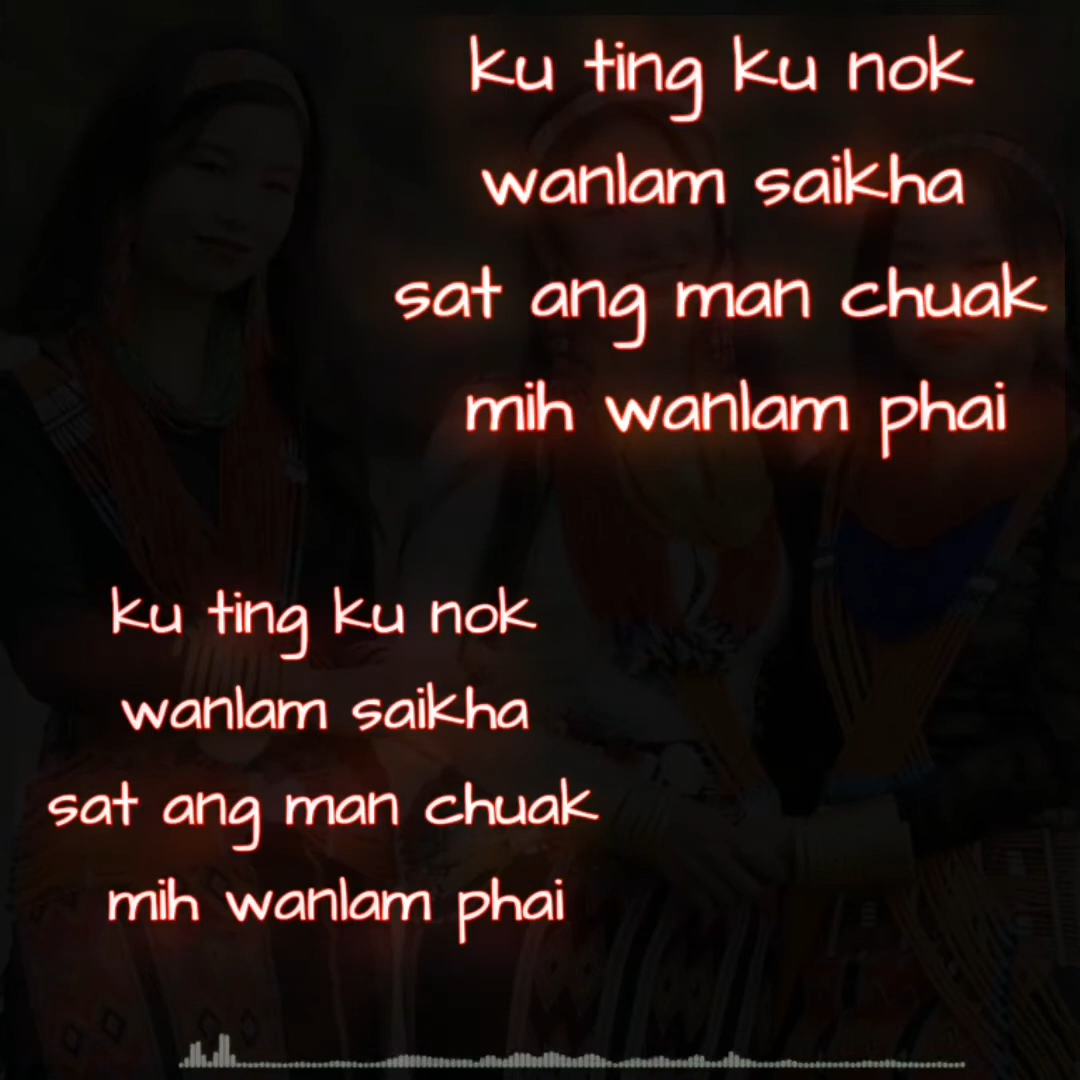 ku ting ku nok
wanlam saikha
sat ang man chuak
mih wanlam phai
ku ting ku nok
wanlam saikha
sat ang man chuak
mih wanlam phai